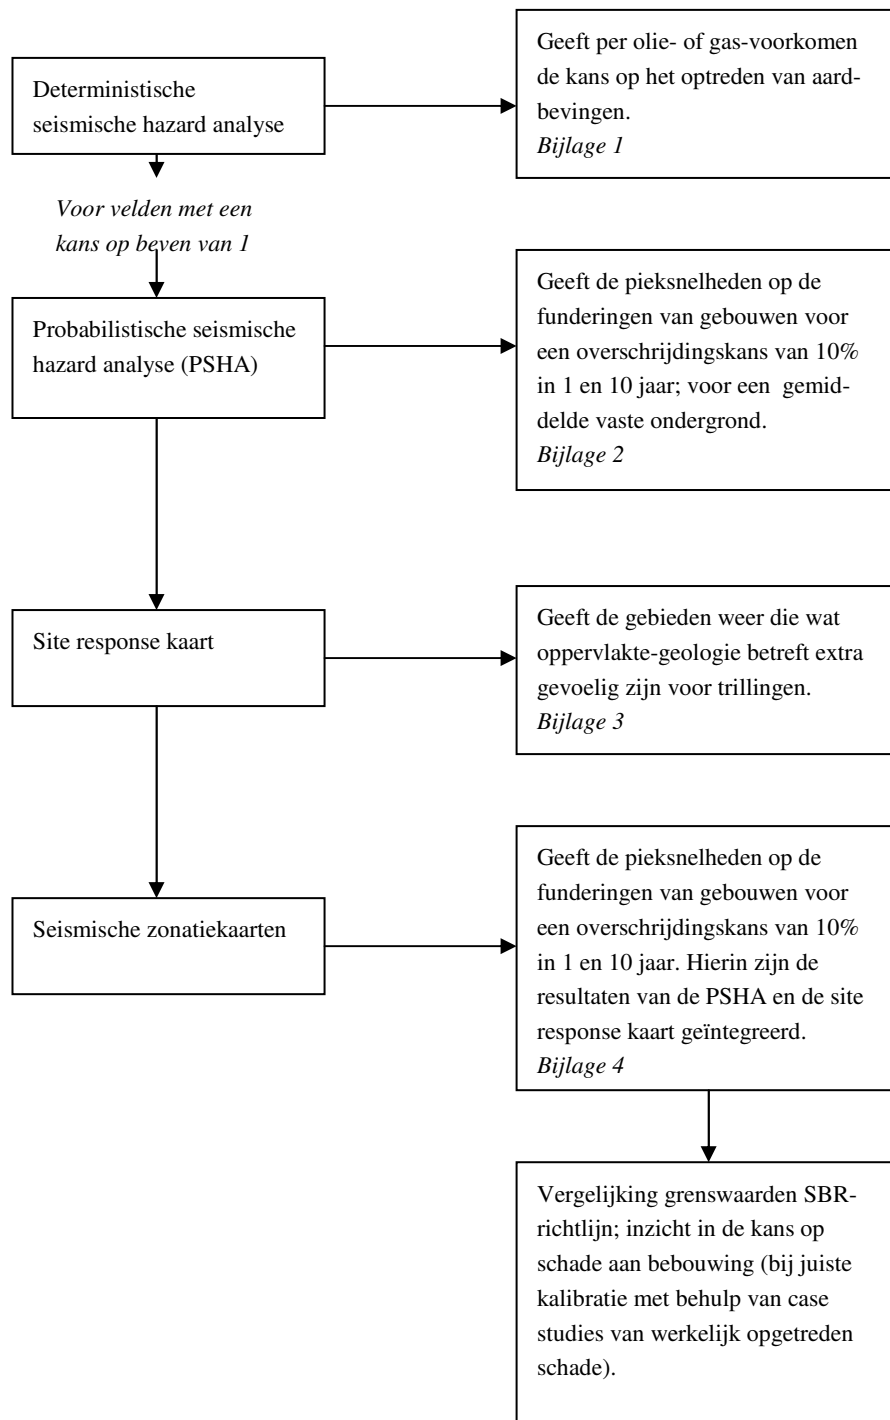 Deterministische
seismische hazard analyse
Geeft per olie- of gas-voorkomen
de kans op het optreden van aard-
bevingen.
Bijlage 1
Voor velden met een
kans op beven van 1
Probabilistische seismische
hazard analyse (PSHA)
Geeft de pieksnelheden op de
funderingen van gebouwen voor
een overschrijdingskans van 10%
in 1 en 10 jaar; voor een gemid-
delde vaste ondergrond.
Bijlage 2
Site response kaart
Geeft de gebieden weer die wat
oppervlakte-geologie betreft extra
gevoelig zijn voor trillingen.
Bijlage 3
Seismische zonatiekaarten
Geeft de pieksnelheden op de
funderingen van gebouwen voor
een overschrijdingskans van 10%
in 1 en 10 jaar. Hierin zijn de
resultaten van de PSHA en de site
response kaart geïntegreerd.
Bijlage 4
Vergelijking grenswaarden SBR-
richtlijn; inzicht in de kans op
schade aan bebouwing (bij juiste
kalibratie met behulp van case
studies van werkelijk opgetreden
schade).